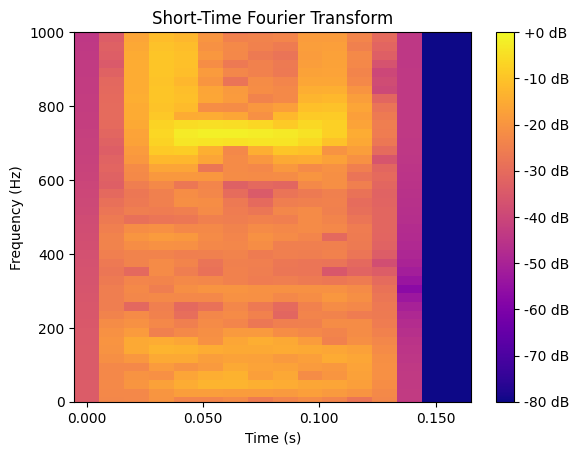 Short-Time Fourier Transform
Frequency (Hz)
1000
800
600
400
200
0
0.000 0.050 0.100 0.150
Time (s)
+0 dB
-10 dB
-20 dB
-30 dB
-40 dB
-50 dB
-60 dB
-70 dB
-80 dB